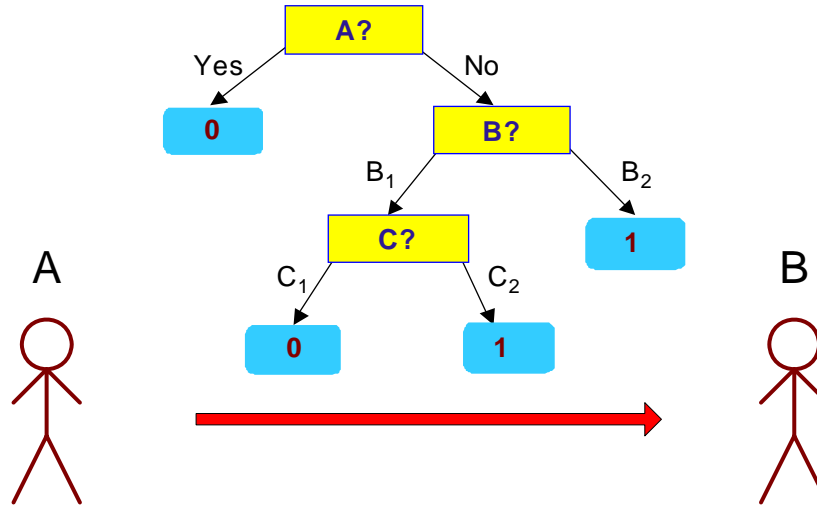 A?
Yes No
0 B?
B₁ B₂
C? 1
A B
C₁ C₂
0 1